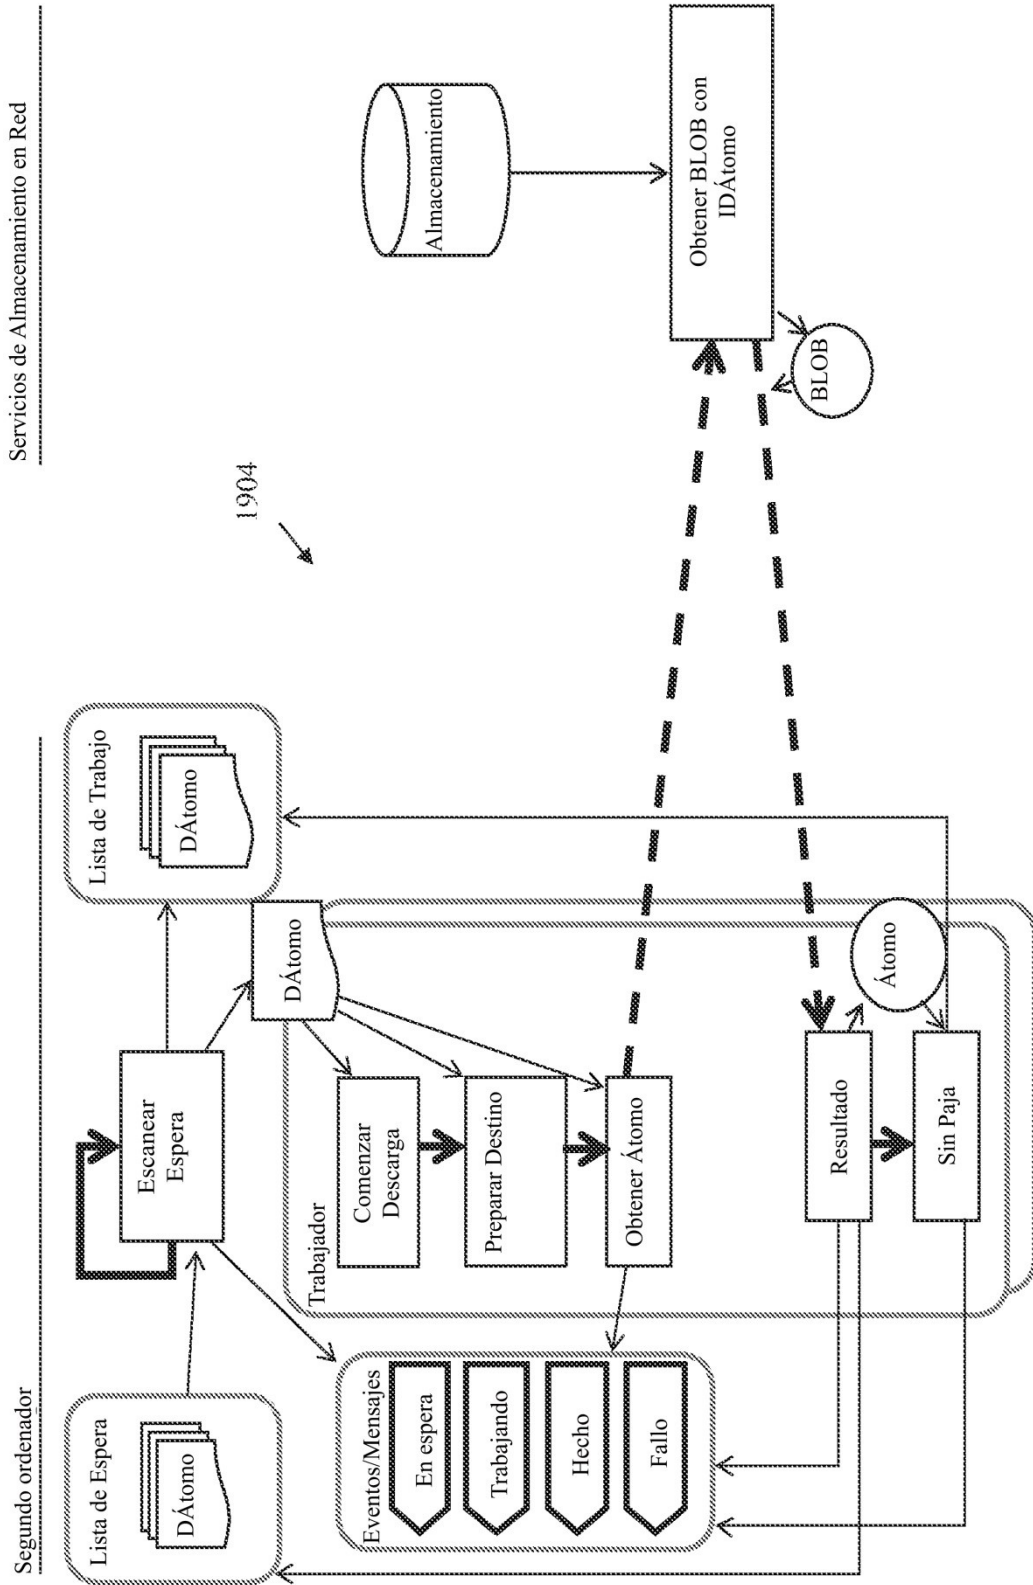 Segundo ordenador
Servicios de Almacenamiento en Red
Lista de Espera
DÁtomo
Escanear
Espera
Lista de Trabajo
DÁtomo
1904
Almacenamiento
DÁtomo
Trabajador
Comenzar
Descarga
Preparar Destino
Obtener Átomo
Eventos/Mensajes
En espera
Trabajando
Hecho
Fallo
Obtener BLOB con
IDÁtomo
BLOB
Resultado
Átomo
Sin Paja